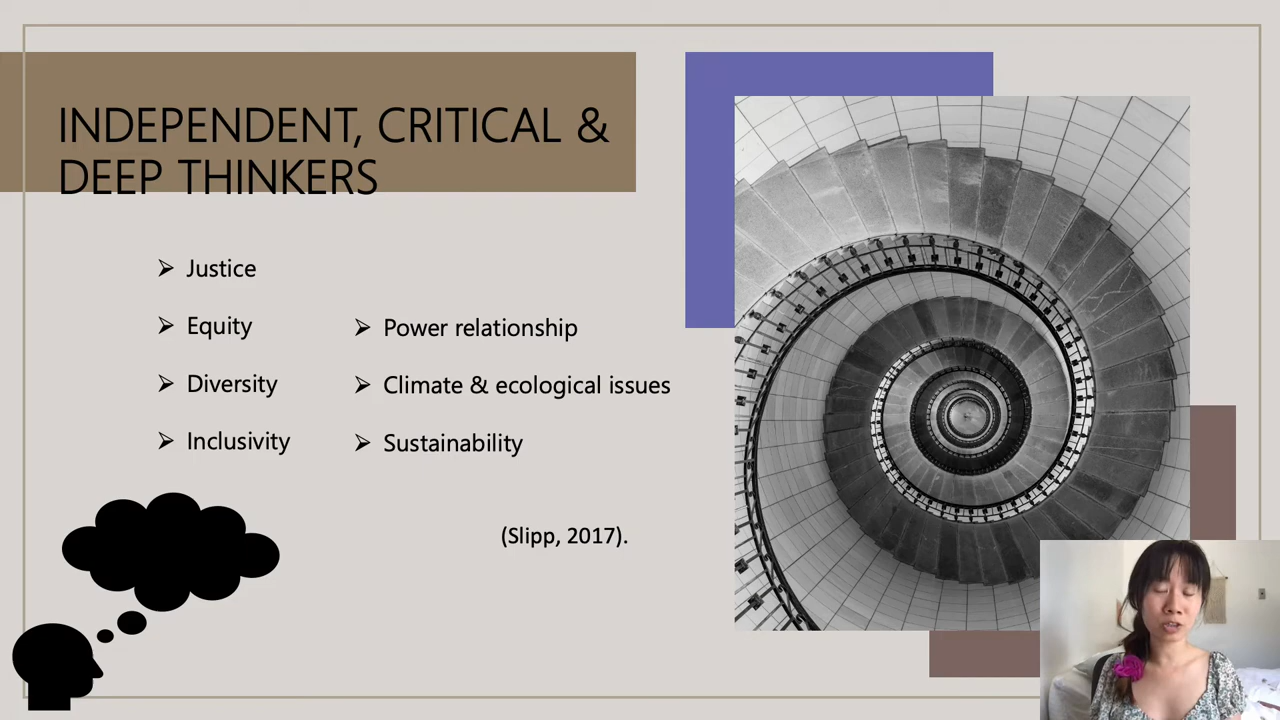 INDEPENDENT, CRITICAL &
DEEP THINKERS
Justice
Equity
Diversity
Inclusivity
Power relationship
Climate & ecological issues
Sustainability
(Slipp, 2017).